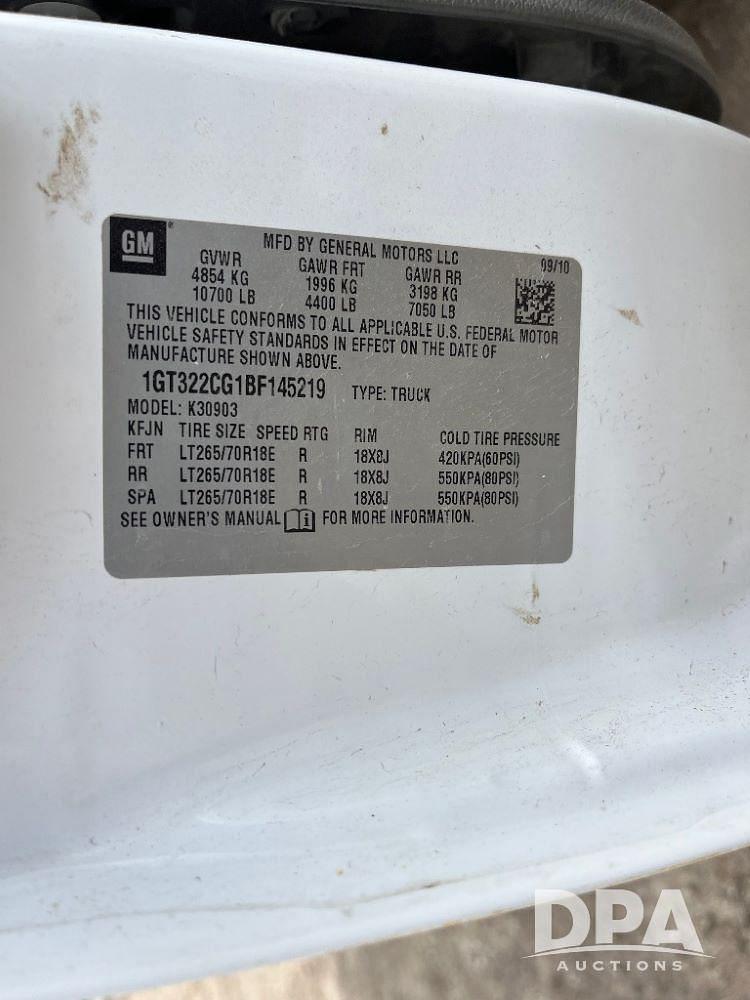 GM
MFD BY GENERAL MOTORS LLC 09/10
GVWR GAWR FRT GAWR RR
4854 KG 1996 KG 3198 KG
10700 LB 4400 LB 7050 LB
THIS VEHICLE CONFORMS TO ALL APPLICABLE U.S. FEDERAL MOTOR
VEHICLE SAFETY STANDARDS IN EFFECT ON THE DATE OF
MANUFACTURE SHOWN ABOVE.
1GT322CG1BF145219 TYPE: TRUCK
MODEL: K30903
KFJN TIRE SIZE SPEED RTG RIM COLD TIRE PRESSURE
FRT LT265/70R18E R 18X8J 420KPA(60PSI)
RR LT265/70R18E R 18X8J 550KPA(80PSI)
SPA LT265/70R18E R 18X8J 550KPA(80PSI)
SEE OWNER'S MANUAL FOR MORE INFORMATION.
DPA
AUCTIONS